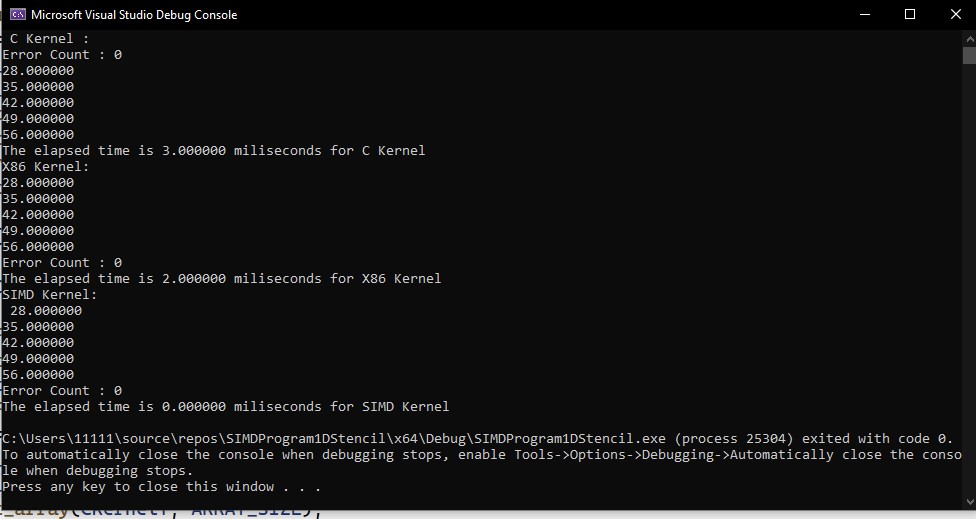 Microsoft Visual Studio Debug Console
C Kernel :
Error Count : 0
28.000000
35.000000
42.000000
49.000000
56.000000
The elapsed time is 3.000000 miliseconds for C Kernel
X86 Kernel:
28.000000
35.000000
42.000000
49.000000
56.000000
Error Count : 0
The elapsed time is 2.000000 miliseconds for X86 Kernel
SIMD Kernel:
28.000000
35.000000
42.000000
49.000000
56.000000
Error Count : 0
The elapsed time is 0.000000 miliseconds for SIMD Kernel
C:\Users\11111\source\repos\SIMDProgram1DStencil\x64\Debug\SIMDProgram1DStencil.exe (process 25304) exited with code 0.
To automatically close the console when debugging stops, enable Tools->Options->Debugging->Automatically close the conso
le when debugging stops.
Press any key to close this window . . .